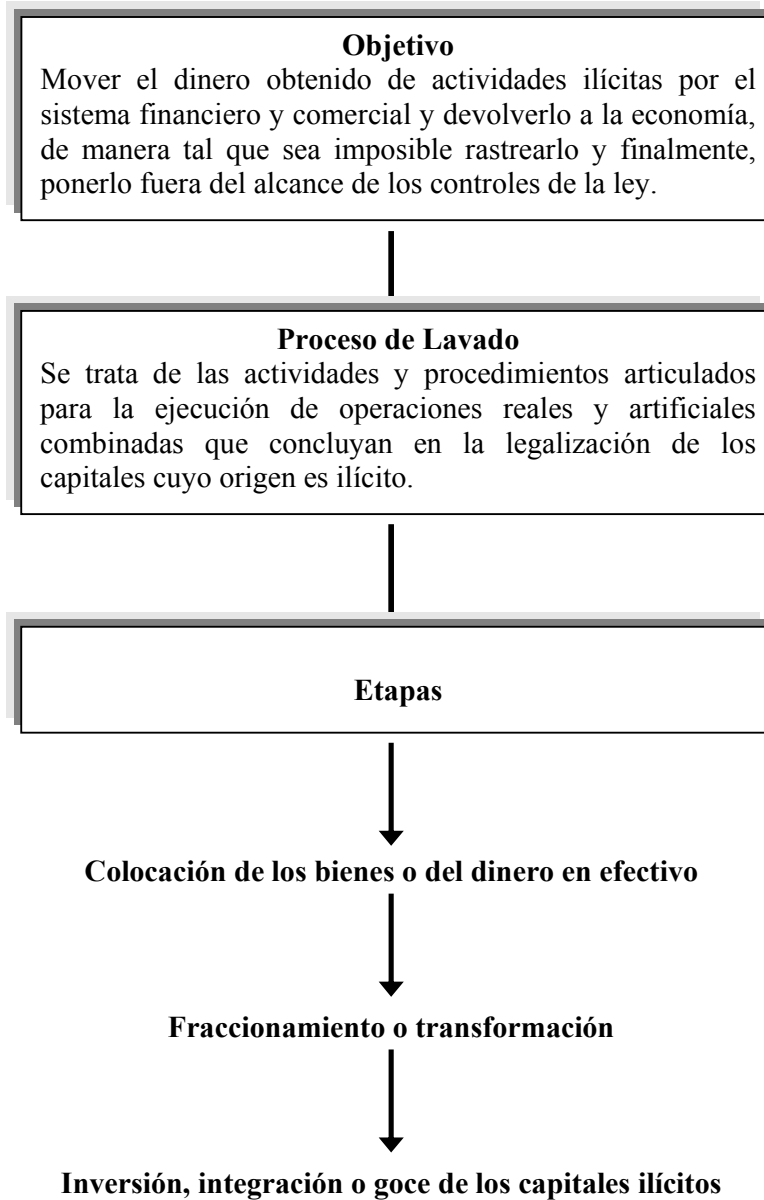 Objetivo
Mover el dinero obtenido de actividades ilícitas por el
sistema financiero y comercial y devolverlo a la economía,
de manera tal que sea imposible rastrearlo y finalmente,
ponerlo fuera del alcance de los controles de la ley.
Proceso de Lavado
Se trata de las actividades y procedimientos articulados
para la ejecución de operaciones reales y artificiales
combinadas que concluyan en la legalización de los
capitales cuyo origen es ilícito.
Etapas
Colocación de los bienes o del dinero en efectivo
Fraccionamiento o transformación
Inversión, integración o goce de los capitales ilícitos